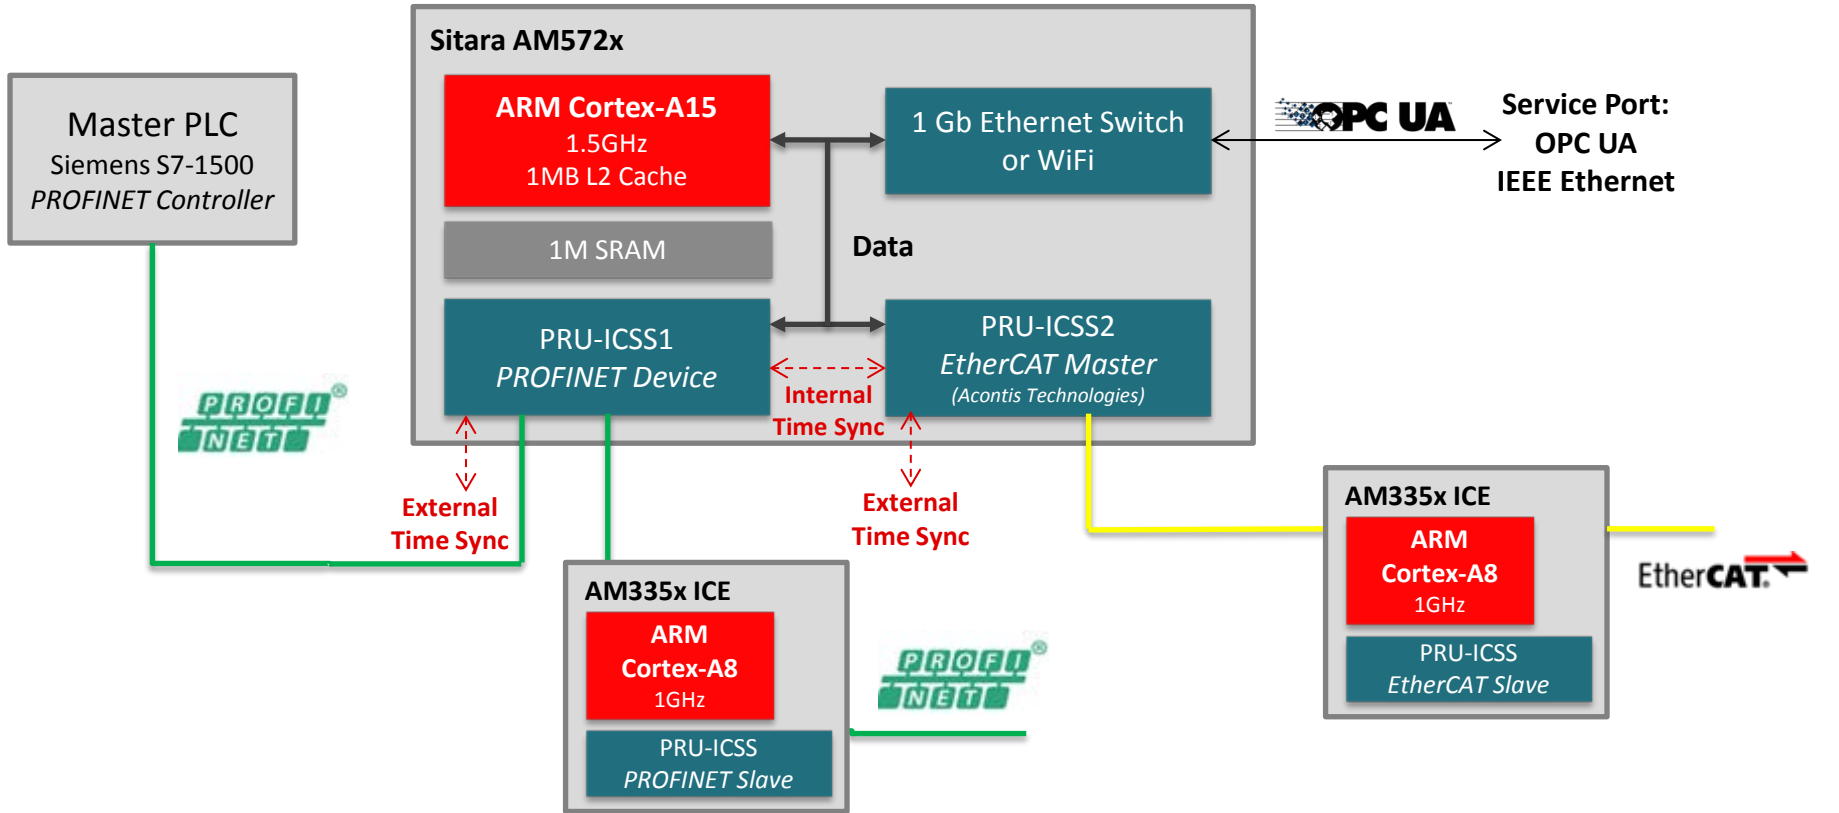 Sitara AM572x
Master PLC
Siemens S7-1500
PROFINET Controller
ARM Cortex-A15
1.5GHz
1MB L2 Cache
1 Gb Ethernet Switch
or WiFi
OPC UA
Service Port:
OPC UA
IEEE Ethernet
1M SRAM
Data
PRU-ICSS1
PROFINET Device
PRU-ICSS2
EtherCAT Master
(Acontis Technologies)
Internal
Time Sync
PROFI
NET
®
External
Time Sync
External
Time Sync
AM335x ICE
ARM
Cortex-A8
1GHz
PRU-ICSS
EtherCAT Slave
EtherCAT.
AM335x ICE
ARM
Cortex-A8
1GHz
PRU-ICSS
PROFINET Slave
PROFI
NET
®